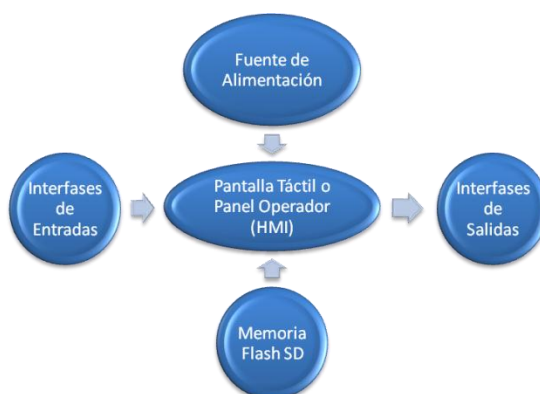 Fuente de
Alimentación
Interfases
de
Entradas
Pantalla Táctil o
Panel Operador
(HMI)
Interfases
de
Salidas
Memoria
Flash SD